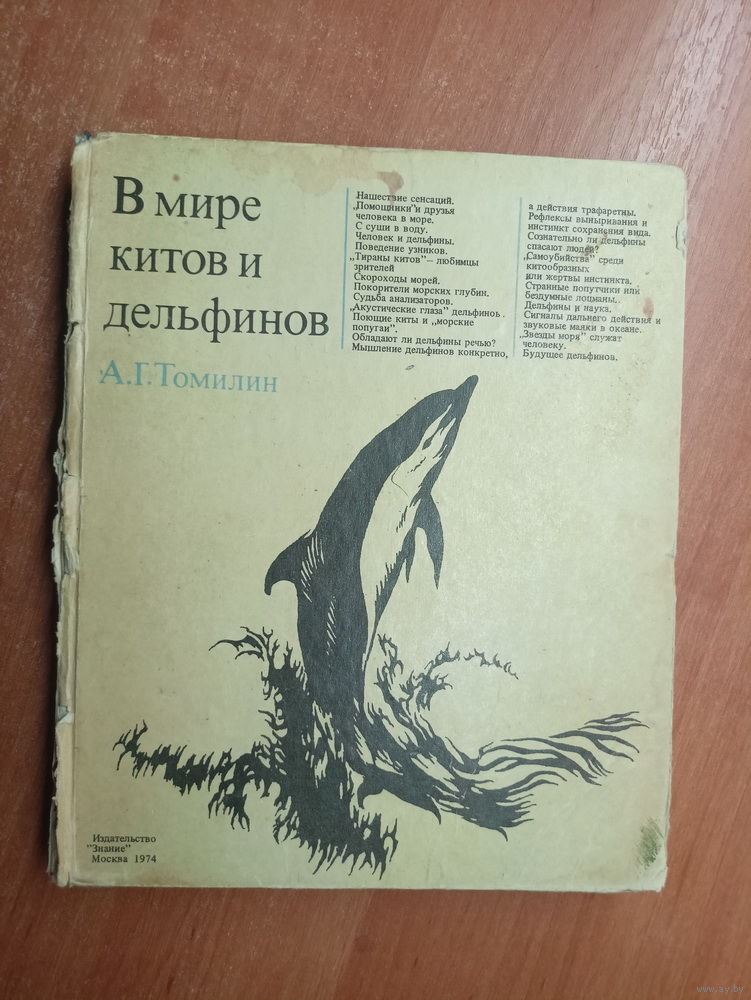 В мире
китов и
дельфинов
А.Г.Томилин
Нашествие сенсаций.
„Помощники" и друзья
человека в море.
С суши в воду.
Человек и дельфины.
Поведение узников.
„Тираны китов"– любимцы
зрителей
Скороходы морей.
Покорители морских глубин.
Судьба анализаторов.
„Акустические глаза" дельфинов.
Поющие киты и „морские
попугаи".
Обладают ли дельфины речью?
Мышление дельфинов конкретно,
а действия трафаретны.
Рефлексы выныривания и
инстинкт сохранения вида.
Сознательно ли дельфины
спасают людей?
„Самоубийства" среди
китообразных
или жертвы инстинкта.
Странные попутчики или
бездумные лоцманы.
Дельфины и наука.
Сигналы дальнего действия и
звуковые маяки в океане.
„Звезды моря" служат
человеку.
Будущее дельфинов.
Издательство
"Знание"
Москва 1974
www.ay.by